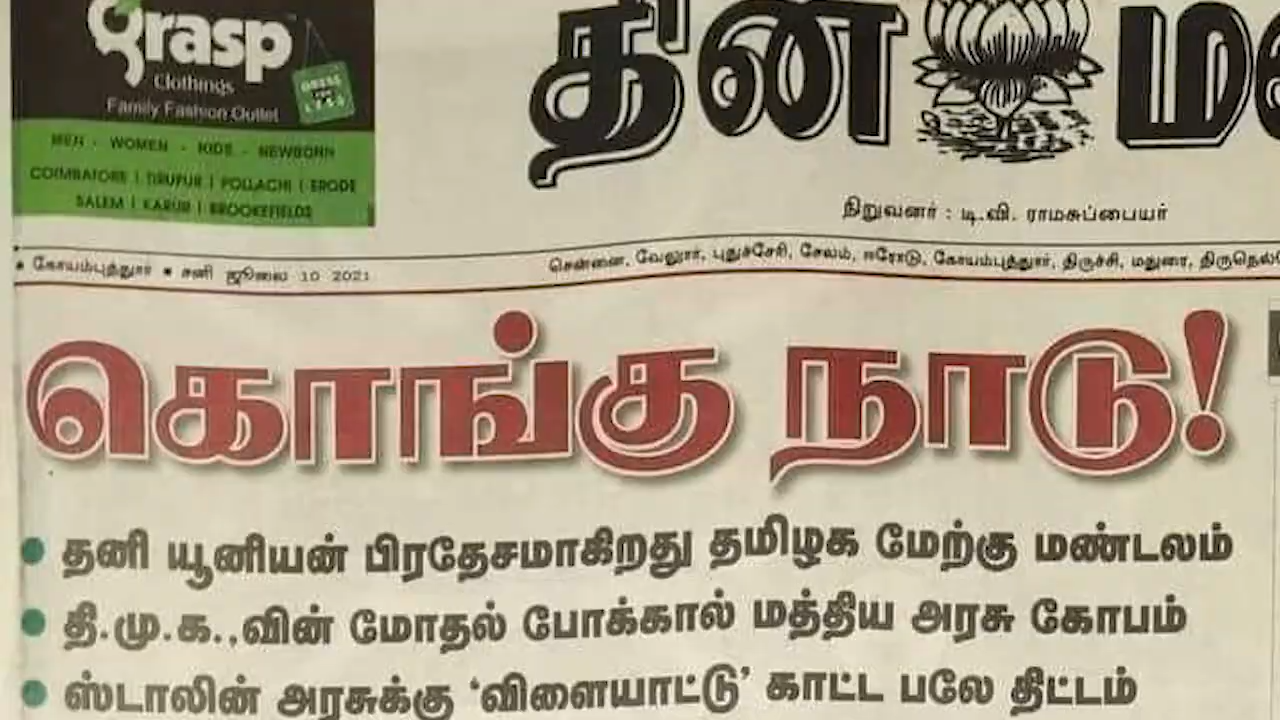 grasp
Clothings
Family Fashion Outlet
MEN - WOMEN - KIDS - NEWBORN
COIMBATORE | TIRUPUR | POLLACHI | ERODE
SALEM | KARUR | BROOKEFIELDS
தின
நிறுவனர் : டி.வி. ராமசுப்பையர்
கோயம்புத்தூர் ■ சனி ஜூலை 10 2021
சென்னை, வேலூர், புதுச்சேரி, சேலம், ஈரோடு, கோயம்புத்தூர், திருச்சி, மதுரை,
கொங்கு நாடு!
● தனி யூனியன் பிரதேசமாகிறது தமிழக மேற்கு மண்டலம்
● தி.மு.க.,வின் மோதல் போக்கால் மத்திய அரசு கோபம்
● ஸ்டாலின் அரசுக்கு ‘விளையாட்டு’ காட்ட பலே திட்டம்